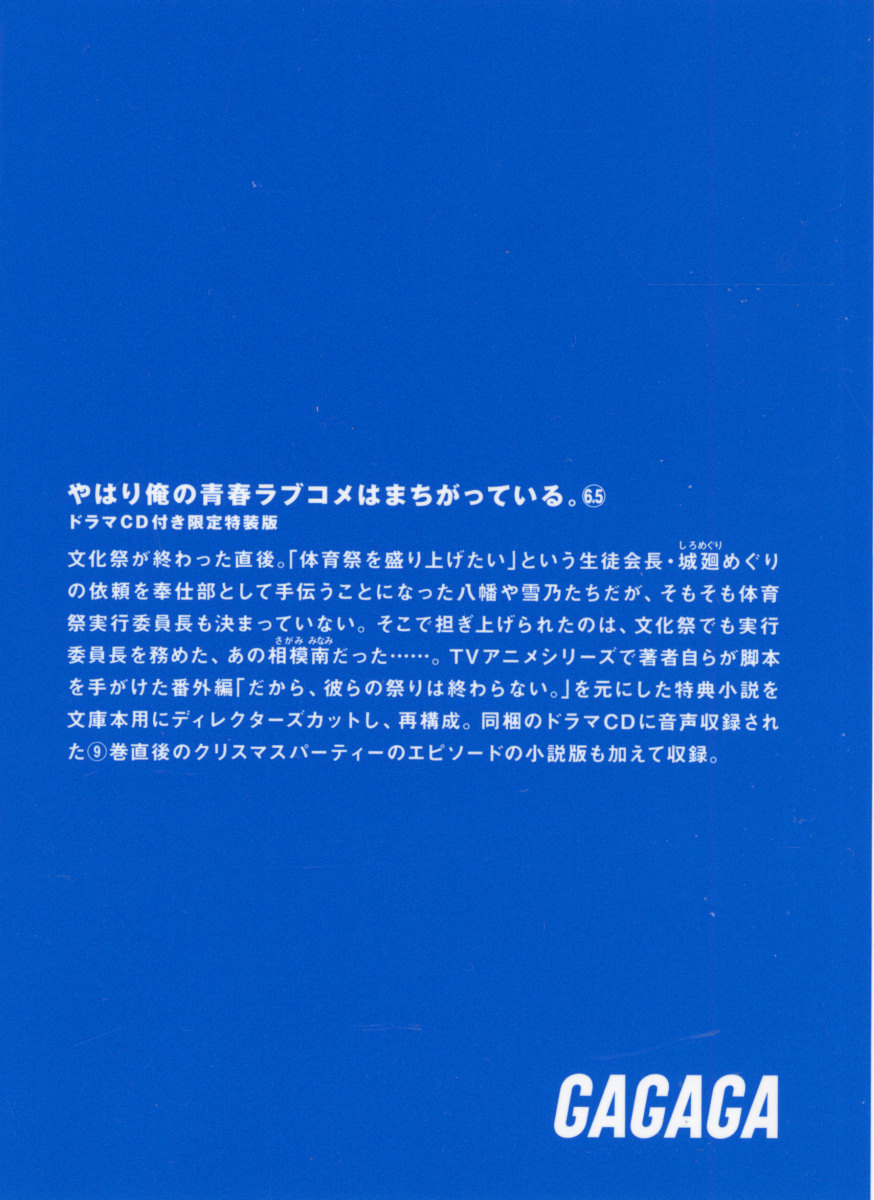 やはり俺の青春ラブコメはまちがっている。6.5
ドラマCD付き限定特装版
しろめぐり
文化祭が終わった直後。「体育祭を盛り上げたい」という生徒会長・城廻めぐり
の依頼を奉仕部として手伝うことになった八幡や雪乃たちだが、そもそも体育
祭実行委員長も決まっていない。そこで担ぎ上げられたのは、文化祭でも実行
さがみ みなみ
委員長を務めた、あの相模南だった……。TVアニメシリーズで著者自らが脚本
を手がけた番外編「だから、彼らの祭りは終わらない。」を元にした特典小説を
文庫本用にディレクターズカットし、再構成。同梱のドラマCDに音声収録され
た⑨巻直後のクリスマスパーティーのエピソードの小説版も加えて収録。
GAGAGA